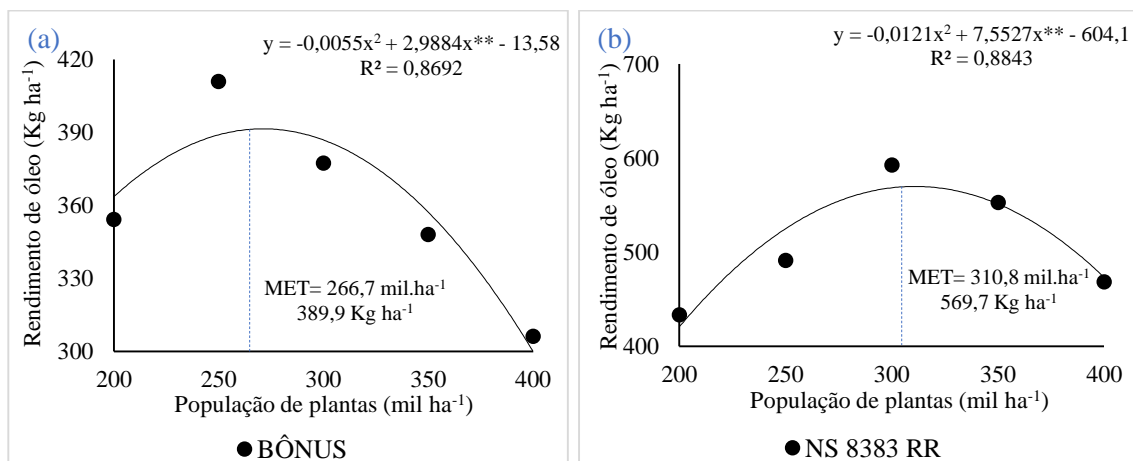 (a)
y = -0,0055x² + 2,9884x** - 13,58
R² = 0,8692
Rendimento de óleo (Kg ha⁻¹)
420
390
360
330
300
MET= 266,7 mil.ha⁻¹
389,9 Kg ha⁻¹
200 250 300 350 400
População de plantas (mil ha⁻¹)
BÔNUS
(b)
y = -0,0121x² + 7,5527x** - 604,1
R² = 0,8843
Rendimento de óleo (Kg ha⁻¹)
700
600
500
400
MET= 310,8 mil.ha⁻¹
569,7 Kg ha⁻¹
200 250 300 350 400
População de plantas (mil ha⁻¹)
NS 8383 RR